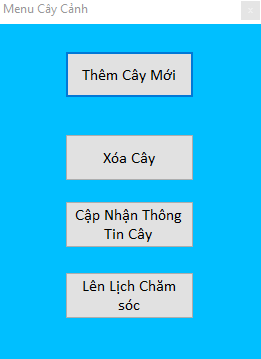 Menu Cây Cảnh
Thêm Cây Mới
Xóa Cây
Cập Nhận Thông
Tin Cây
Lên Lịch Chăm
sóc